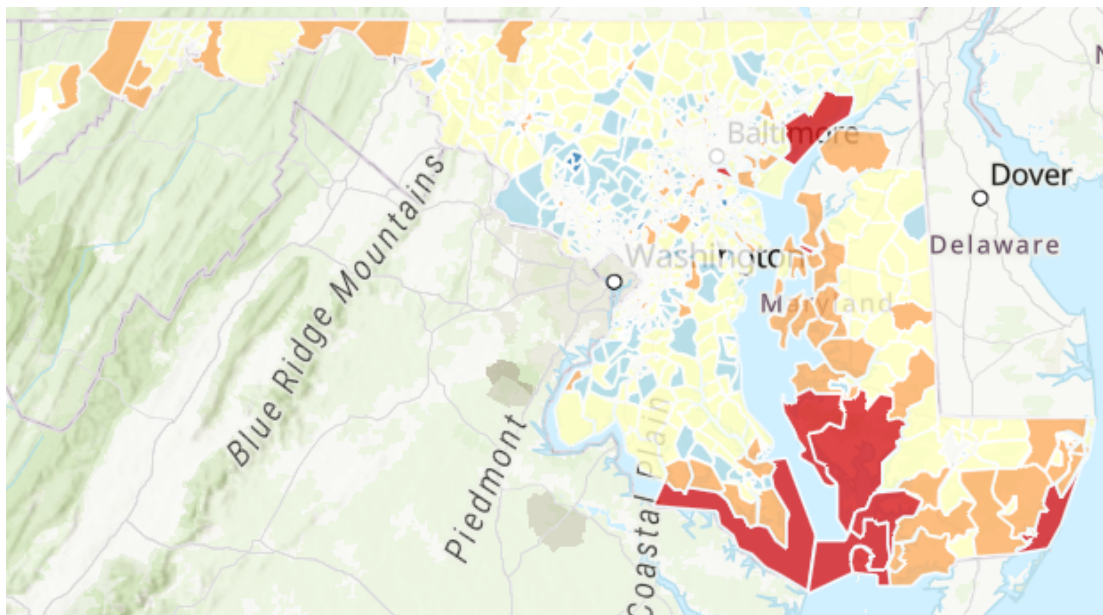 Baltimore
Dover
Delaware
Washington
Maryland
Blue Ridge Mountains
Piedmont
Coastal Plain
N